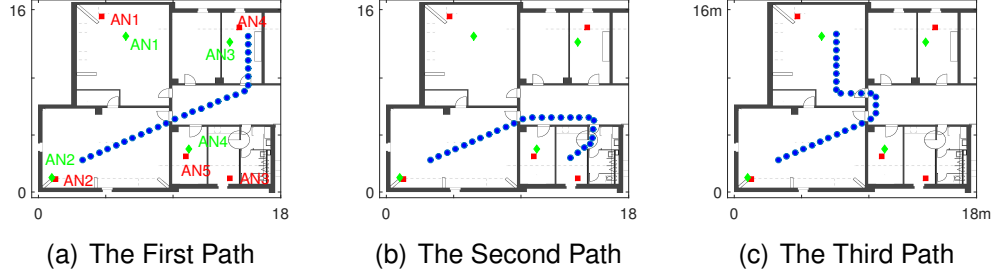 16
AN1
AN4
AN1
AN3
AN4
AN2
AN2
AN5
AN3
0
0
18
(a) The First Path
16
0
0
18
(b) The Second Path
16m
0
0
18m
(c) The Third Path